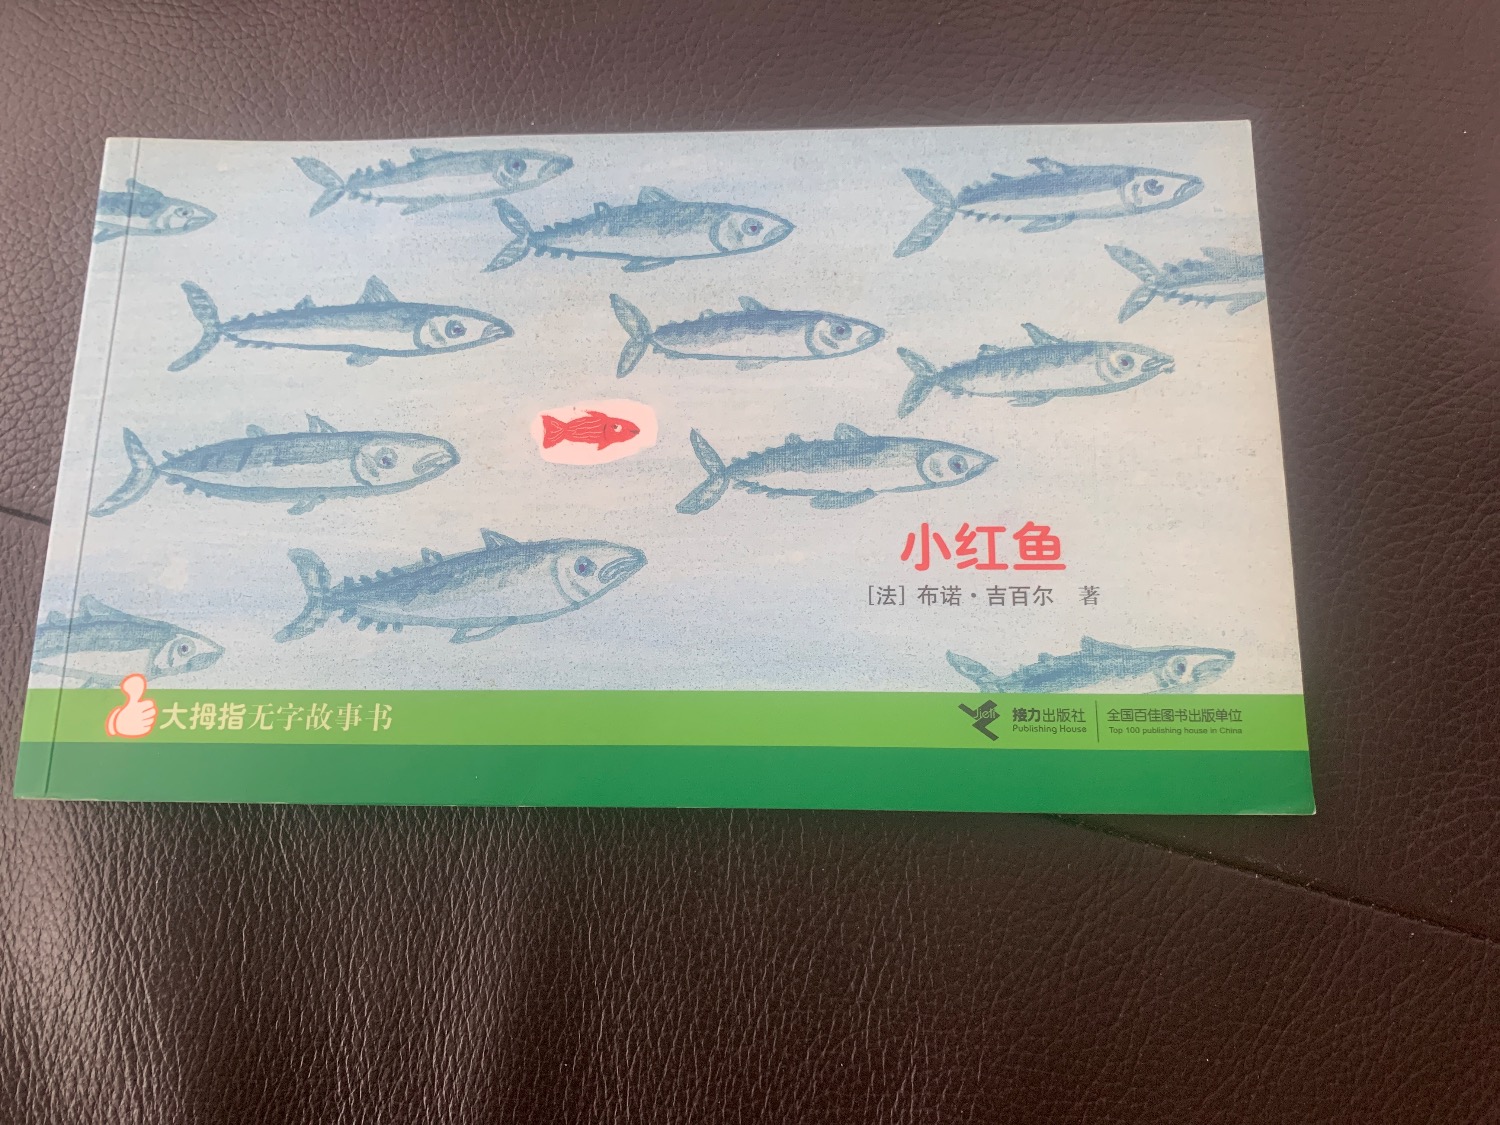 小红鱼
[法] 布诺·吉百尔 著
大拇指无字故事书
Jieli
接力出版社
Publishing House
全国百佳图书出版单位
Top 100 publishing house in China